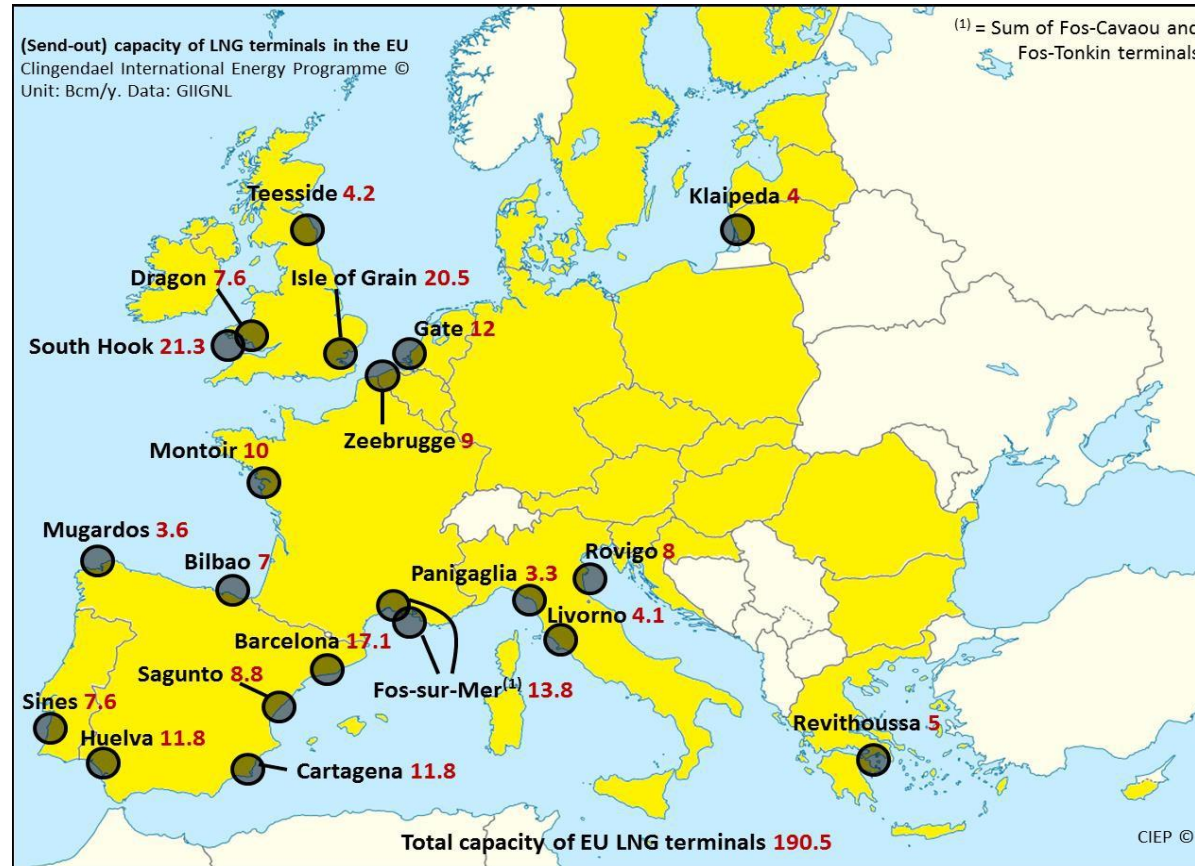 (Send-out) capacity of LNG terminals in the EU
Clingendael International Energy Programme ©
Unit: Bcm/y. Data: GIIGNL
(1) = Sum of Fos-Cavaou and
Fos-Tonkin terminals
Teesside 4.2
Klaipeda 4
Dragon 7.6
Isle of Grain 20.5
Gate 12
South Hook 21.3
Zeebrugge 9
Montoir 10
Mugardos 3.6
Bilbao 7
Rovigo 8
Panigaglia 3.3
Livorno 4.1
Barcelona 17.1
Sagunto 8.8
Fos-sur-Mer(1) 13.8
Sines 7.6
Revithoussa 5
Huelva 11.8
Cartagena 11.8
Total capacity of EU LNG terminals 190.5
CIEP ©